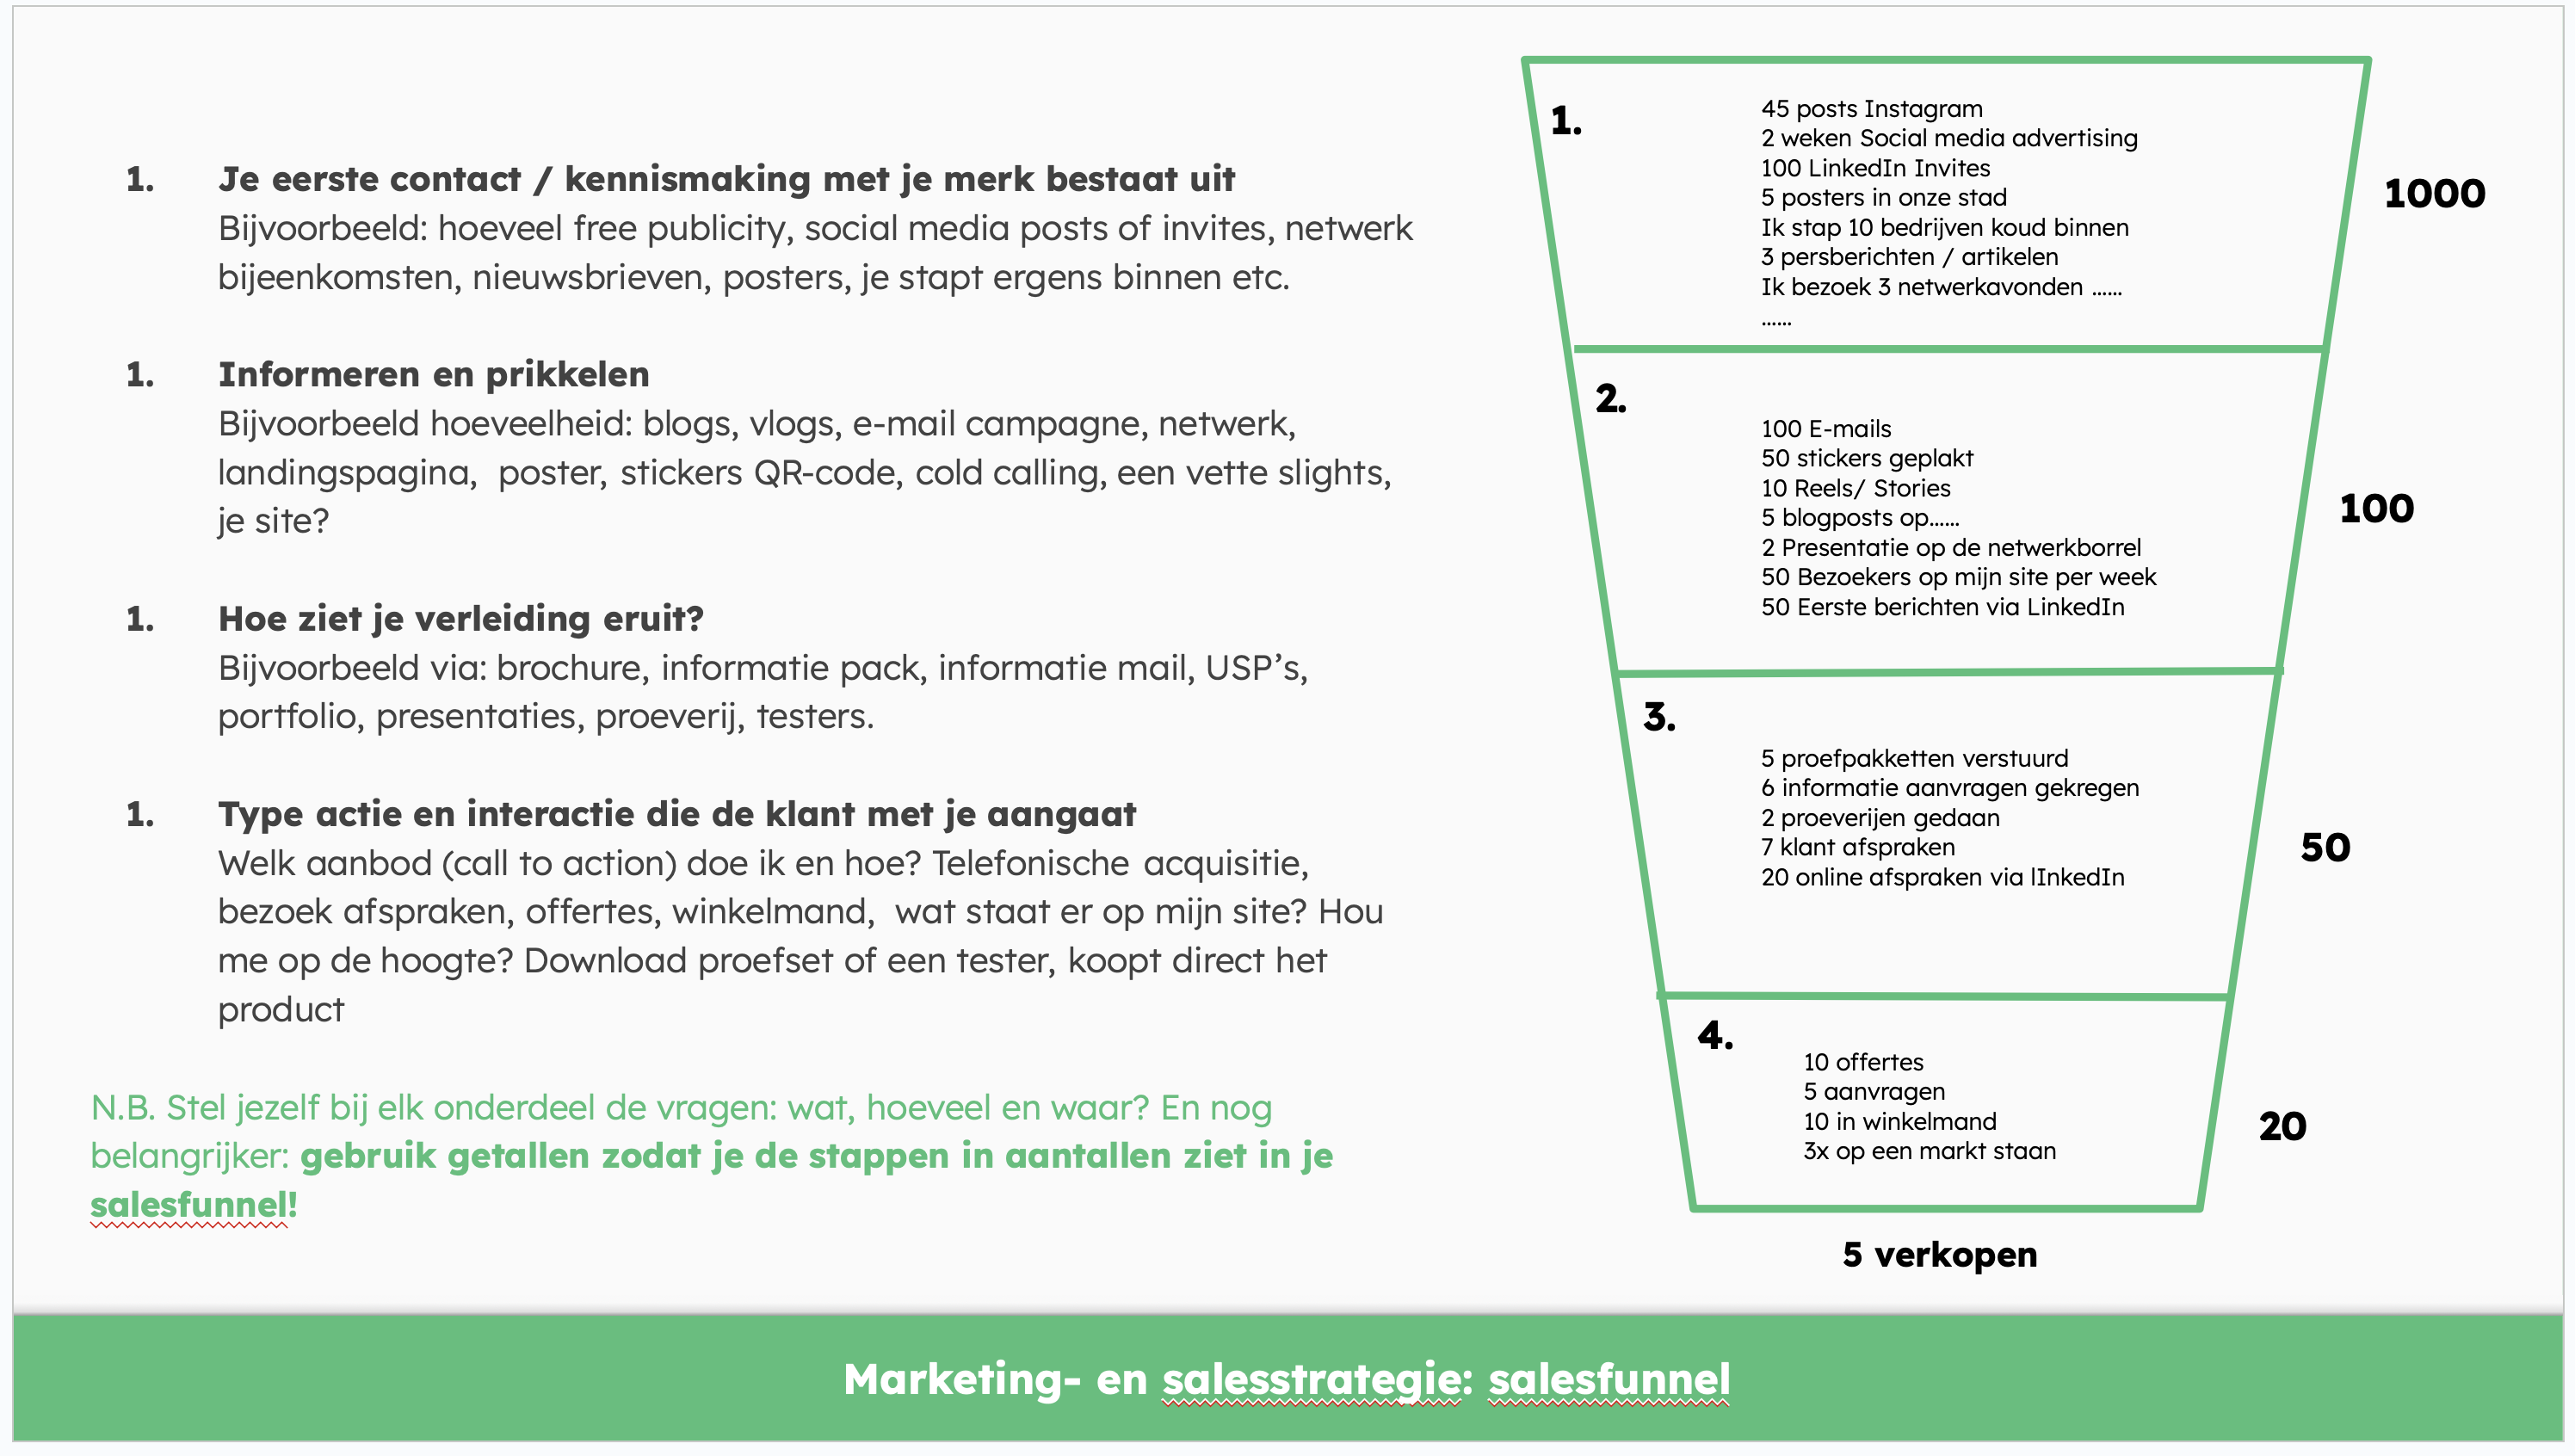 1. Je eerste contact / kennismaking met je merk bestaat uit
Bijvoorbeeld: hoeveel free publicity, social media posts of invites, netwerk
bijeenkomsten, nieuwsbrieven, posters, je stapt ergens binnen etc.
1. Informeren en prikkelen
Bijvoorbeeld hoeveelheid: blogs, vlogs, e-mail campagne, netwerk,
landingspagina,  poster, stickers QR-code, cold calling, een vette slights,
je site?
1. Hoe ziet je verleiding eruit?
Bijvoorbeeld via: brochure, informatie pack, informatie mail, USP’s,
portfolio, presentaties, proeverij, testers.
1. Type actie en interactie die de klant met je aangaat
Welk aanbod (call to action) doe ik en hoe? Telefonische acquisitie,
bezoek afspraken, offertes, winkelmand,  wat staat er op mijn site? Hou
me op de hoogte? Download proefset of een tester, koopt direct het
product
N.B. Stel jezelf bij elk onderdeel de vragen: wat, hoeveel en waar? En nog
belangrijker: gebruik getallen zodat je de stappen in aantallen ziet in je
salesfunnel!
1.
45 posts Instagram
2 weken Social media advertising
100 LinkedIn Invites
5 posters in onze stad
Ik stap 10 bedrijven koud binnen
3 persberichten / artikelen
Ik bezoek 3 netwerkavonden ......
......
1000
2.
100 E-mails
50 stickers geplakt
10 Reels/ Stories
5 blogposts op......
2 Presentatie op de netwerkborrel
50 Bezoekers op mijn site per week
50 Eerste berichten via LinkedIn
100
3.
5 proefpakketten verstuurd
6 informatie aanvragen gekregen
2 proeverijen gedaan
7 klant afspraken
20 online afspraken via lInkedIn
50
4.
10 offertes
5 aanvragen
10 in winkelmand
3x op een markt staan
20
5 verkopen
Marketing- en salesstrategie: salesfunnel